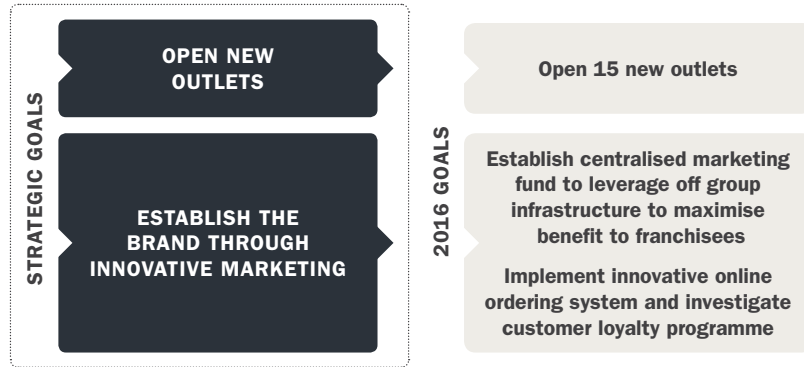 STRATEGIC GOALS
OPEN NEW
OUTLETS
ESTABLISH THE
BRAND THROUGH
INNOVATIVE MARKETING
2016 GOALS
Open 15 new outlets
Establish centralised marketing
fund to leverage off group
infrastructure to maximise
benefit to franchisees
Implement innovative online
ordering system and investigate
customer loyalty programme